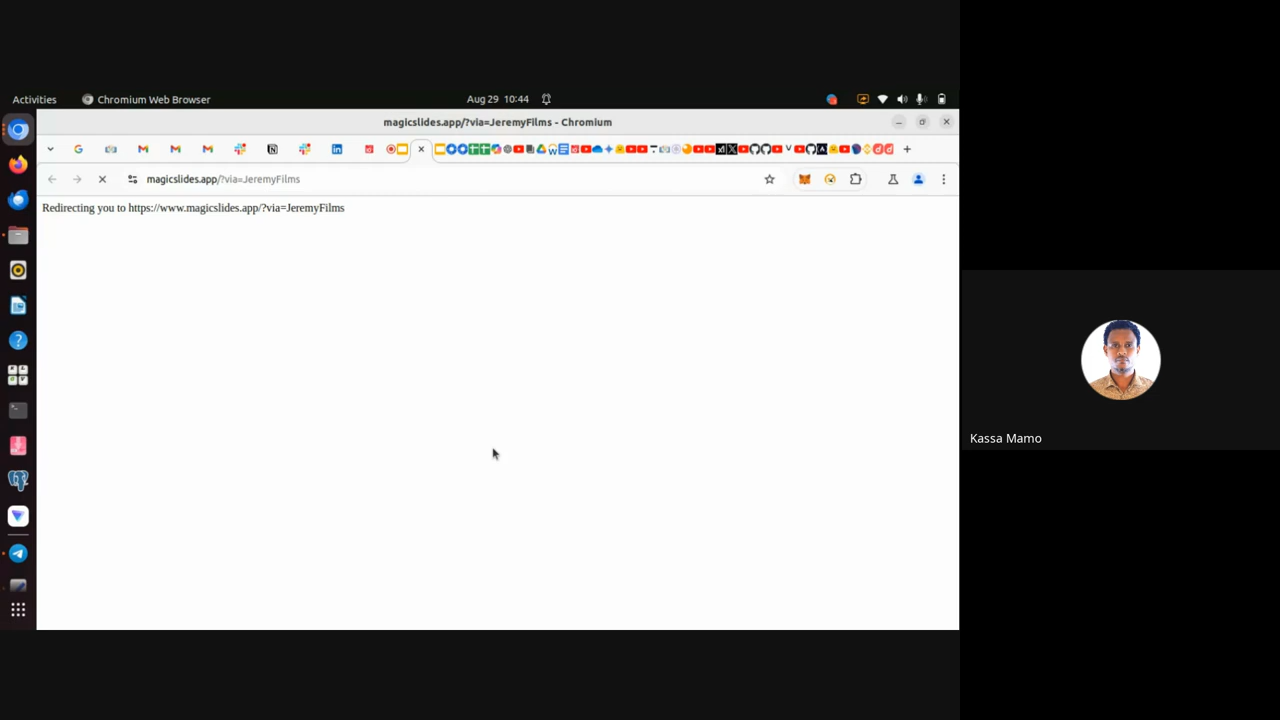 Activities
Chromium Web Browser
Aug 29 10:44
magicslides.app/?via=JeremyFilms - Chromium
magicslides.app/?via=JeremyFilms
Redirecting you to https://www.magicslides.app/?via=JeremyFilms
Kassa Mamo